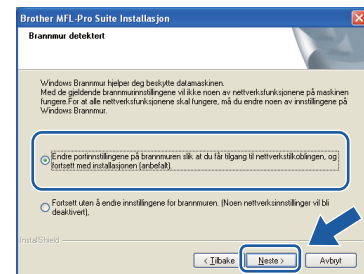 Brother MFL-Pro Suite Installasjon
Brannmur detektert
Windows Brannmur hjelper deg beskytte datamaskinen.
Med de gjeldende brannmurinnstillingene vil ikke noen av nettverksfunksjonene på maskinen
fungere.For at alle nettverksfunksjonene skal fungere, må du endre noen av innstillingene på
Windows Brannmur.
Endre portinnstillingene på brannmuren slik at du får tilgang til nettverkstilkoblingen, og
fortsett med installasjonen (anbefalt).
Fortsett uten å endre innstillingene for brannmuren. (Noen nettverksinnstillinger vil bli
deaktivert).
InstallShield
< Tilbake Neste > Avbryt